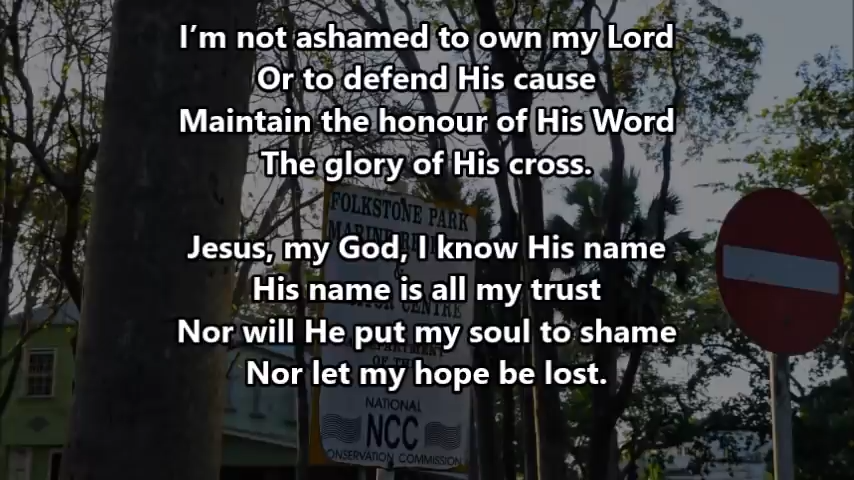 I’m not ashamed to own my Lord
Or to defend His cause
Maintain the honour of His Word
The glory of His cross.
Jesus, my God, I know His name
His name is all my trust
Nor will He put my soul to shame
Nor let my hope be lost.
FOLKSTONE PARK
&
CENTRE
OF
NATIONAL
NCC
CONSERVATION COMMISSION